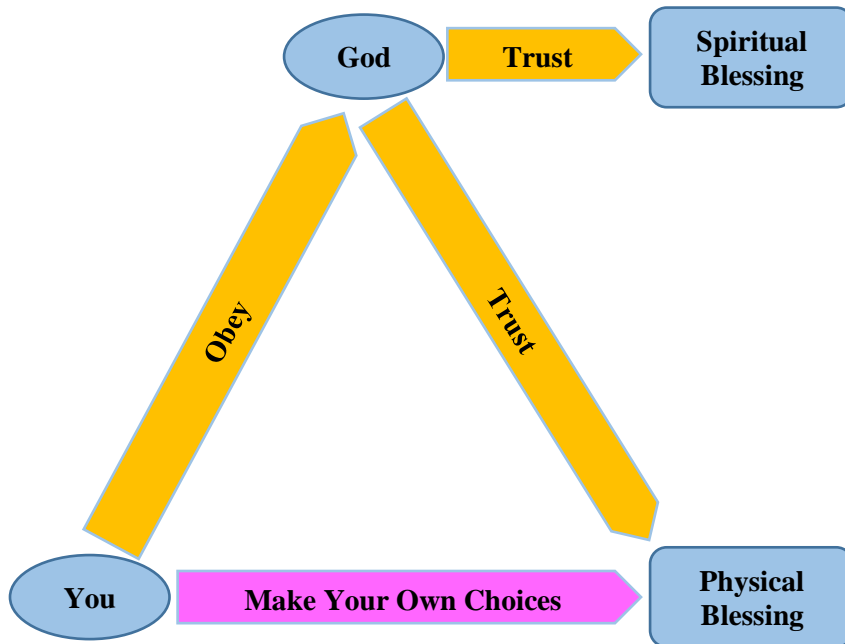 God
Trust
Spiritual
Blessing
Obey
Trust
You
Make Your Own Choices
Physical
Blessing